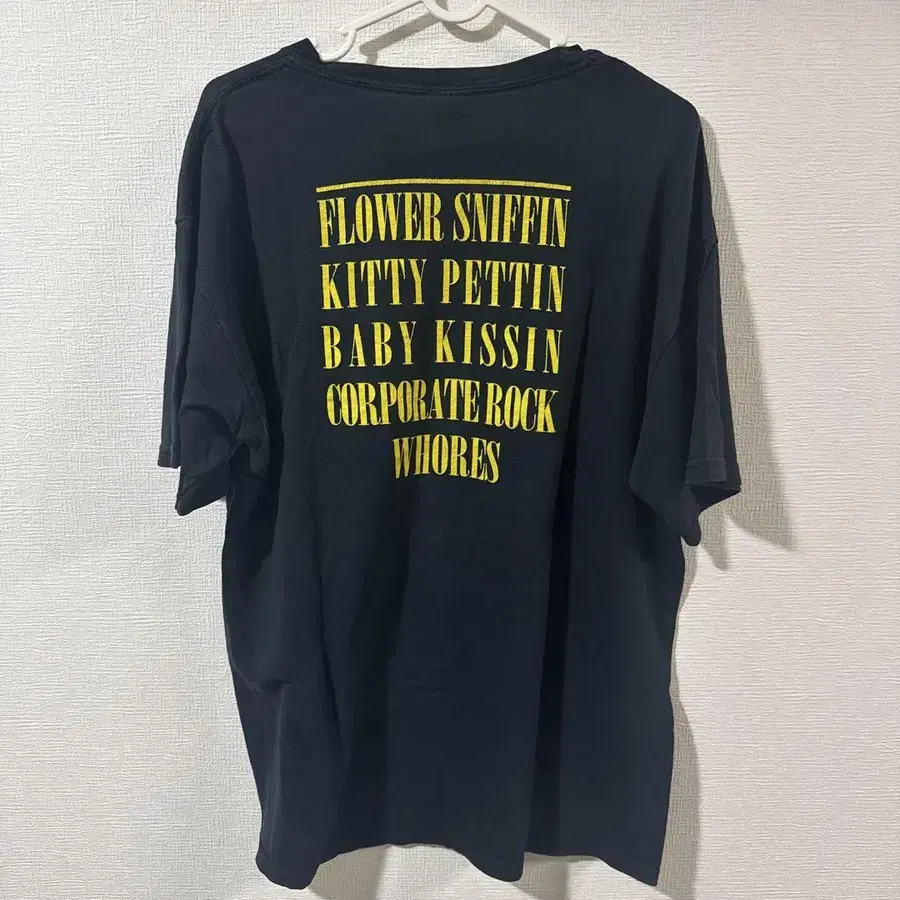 FLOWER SNIFFIN
KITTY PETTIN
BABY KISSIN
CORPORATE ROCK
WHORES